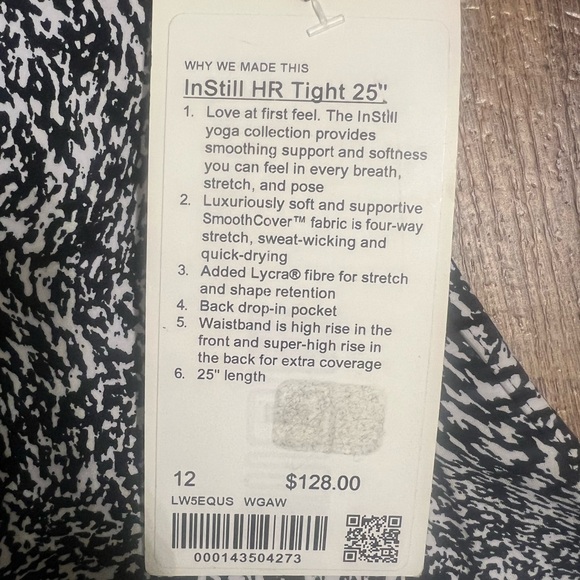 WHY WE MADE THIS
InStill HR Tight 25"
1. Love at first feel. The InStill
yoga collection provides
smoothing support and softness
you can feel in every breath,
stretch, and pose
2. Luxuriously soft and supportive
SmoothCover™ fabric is four-way
stretch, sweat-wicking and
quick-drying
3. Added Lycra® fibre for stretch
and shape retention
4. Back drop-in pocket
5. Waistband is high rise in the
front and super-high rise in
the back for extra coverage
6. 25" length
12 $128.00
LW5EQUS WGAW
000143504273